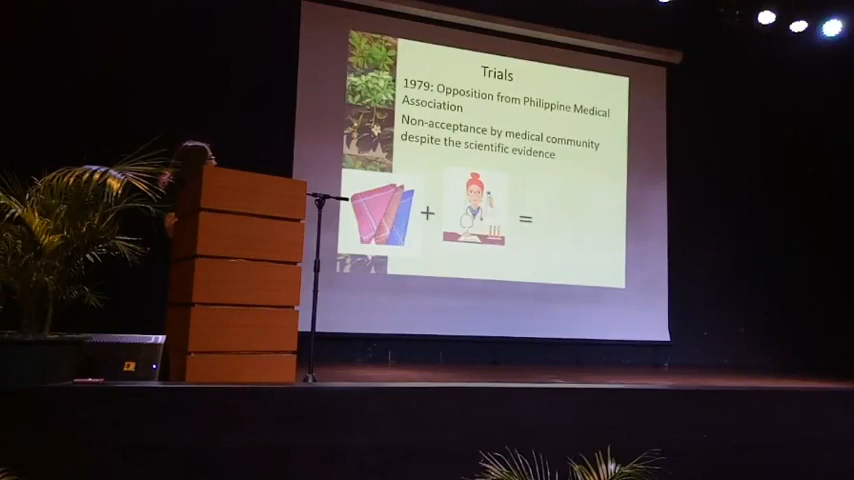 Trials
1979: Opposition from Philippine Medical
Association
Non-acceptance by medical community
despite the scientific evidence
+
=